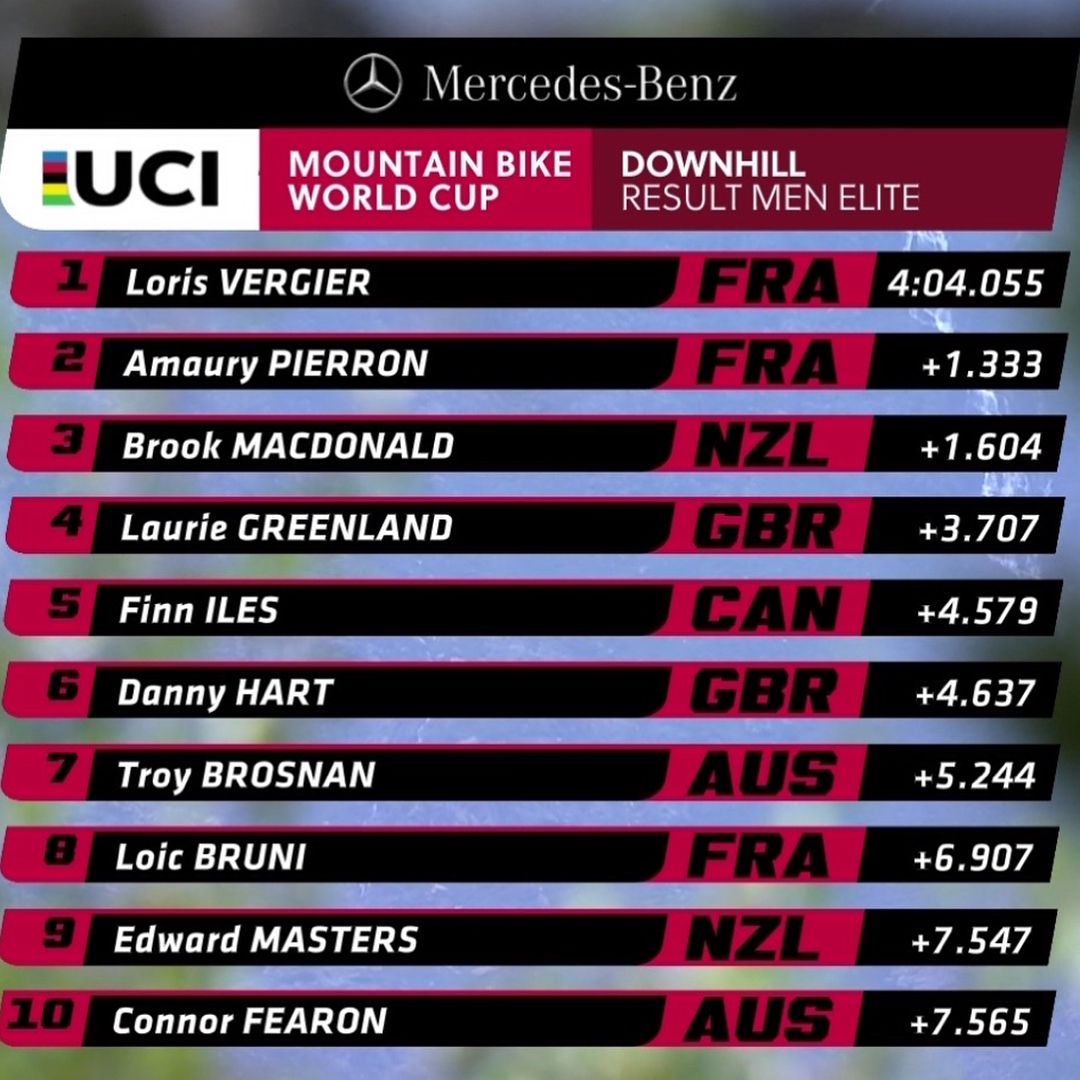 Mercedes-Benz
UCI
MOUNTAIN BIKE
WORLD CUP
DOWNHILL
RESULT MEN ELITE
1 Loris VERGIER FRA 4:04.055
2 Amaury PIERRON FRA +1.333
3 Brook MACDONALD NZL +1.604
4 Laurie GREENLAND GBR +3.707
5 Finn ILES CAN +4.579
6 Danny HART GBR +4.637
7 Troy BROSNAN AUS +5.244
8 Loic BRUNI FRA +6.907
9 Edward MASTERS NZL +7.547
10 Connor FEARON AUS +7.565